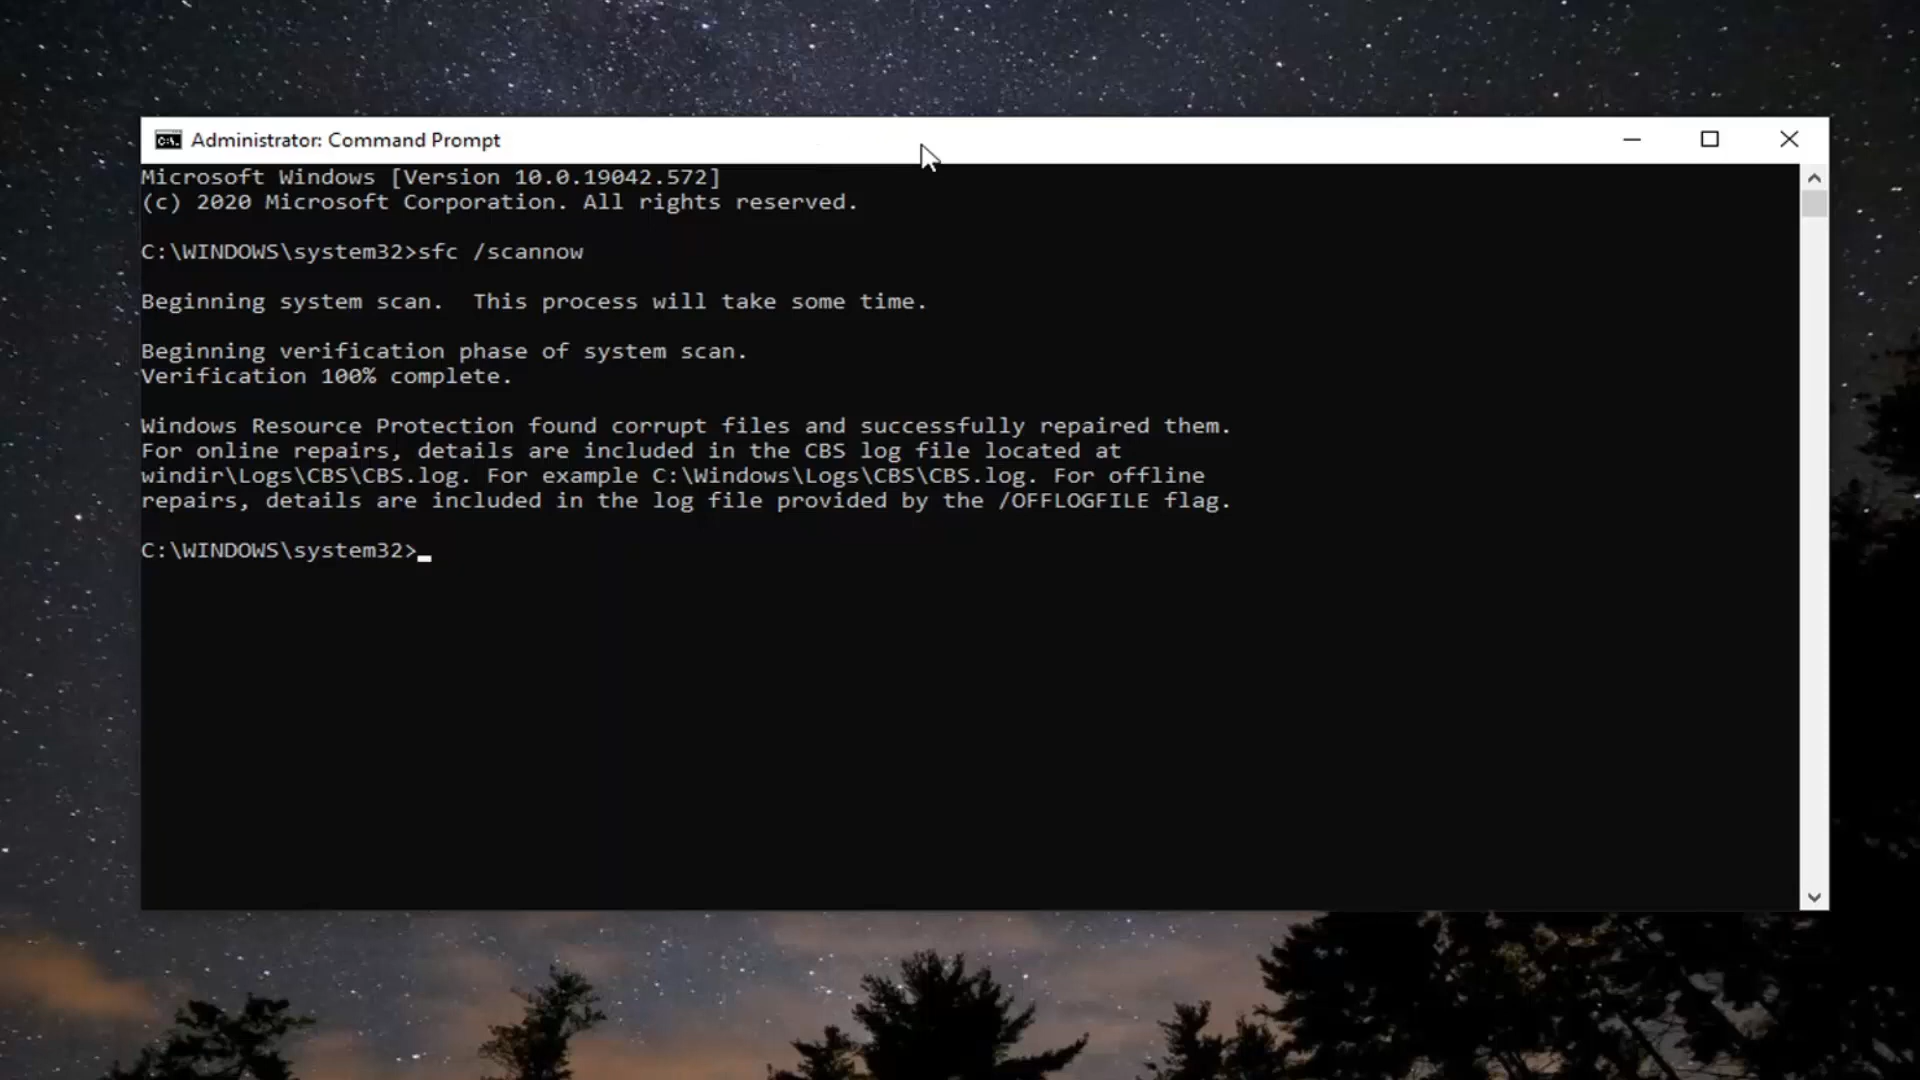 Administrator: Command Prompt
Microsoft Windows [Version 10.0.19042.572]
(c) 2020 Microsoft Corporation. All rights reserved.
C:\WINDOWS\system32>sfc /scannow
Beginning system scan.  This process will take some time.
Beginning verification phase of system scan.
Verification 100% complete.
Windows Resource Protection found corrupt files and successfully repaired them.
For online repairs, details are included in the CBS log file located at
windir\Logs\CBS\CBS.log. For example C:\Windows\Logs\CBS\CBS.log. For offline
repairs, details are included in the log file provided by the /OFFLOGFILE flag.
C:\WINDOWS\system32>